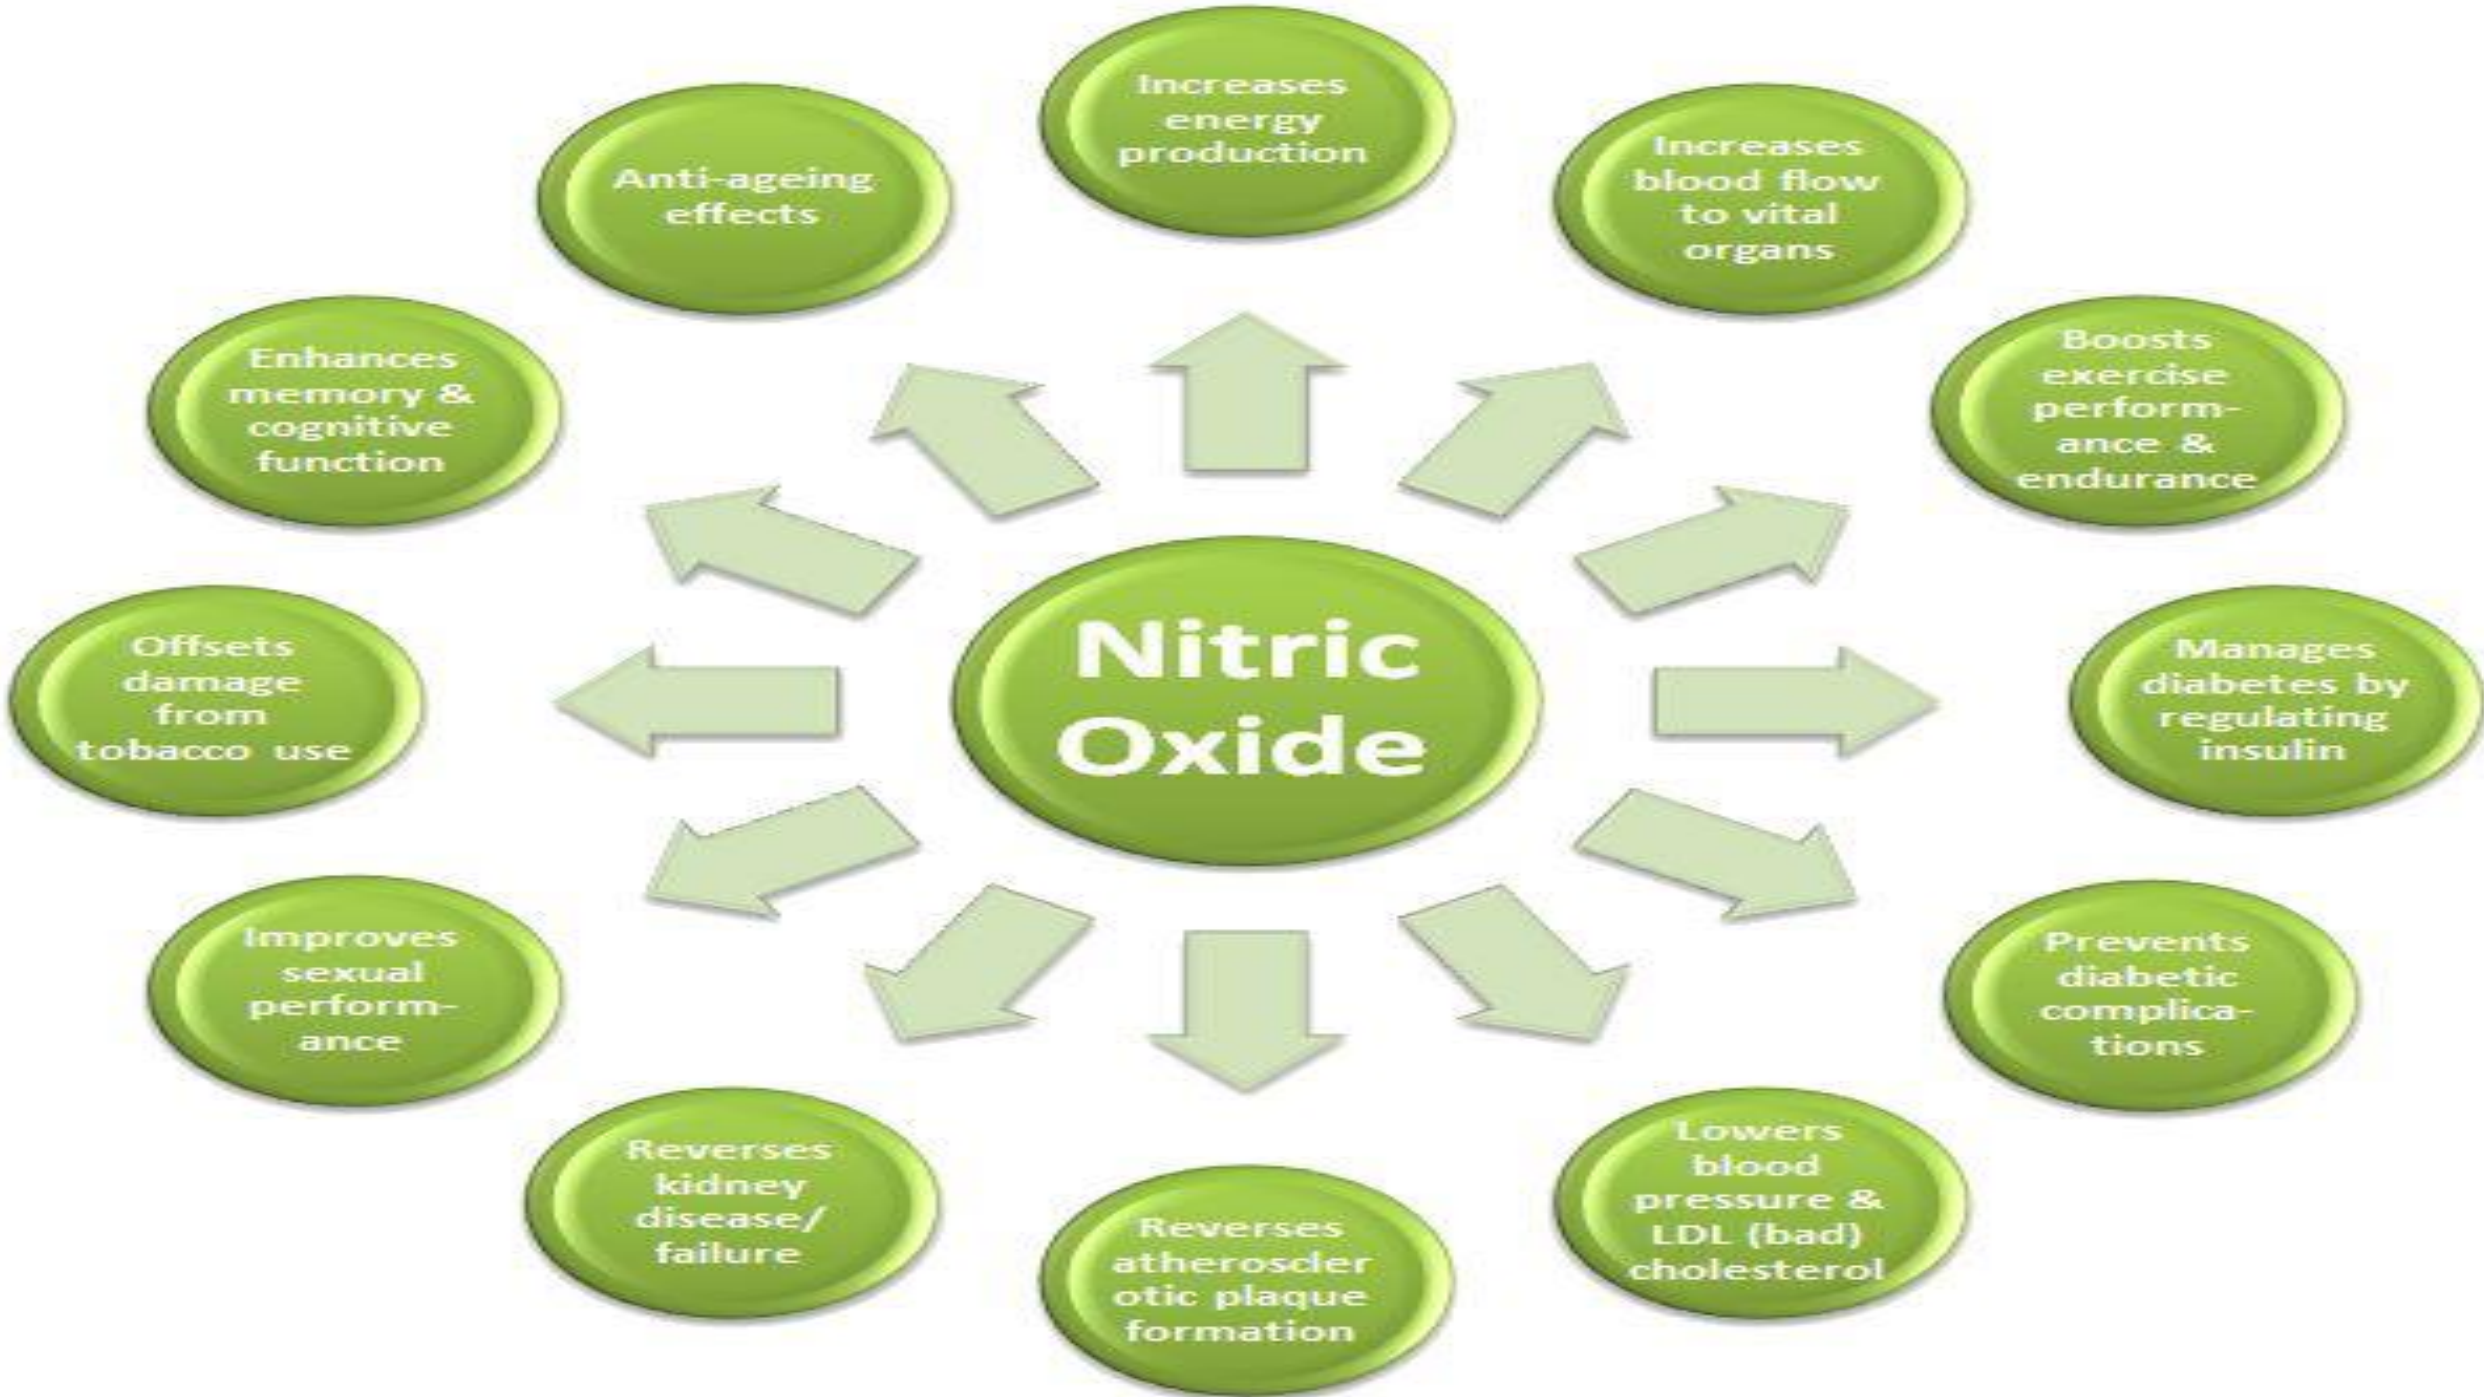 Increases
energy
production
Increases
blood flow
to vital
organs
Boosts
exercise
perform-
ance &
endurance
Manages
diabetes by
regulating
insulin
Prevents
diabetic
complica-
tions
Lowers
blood
pressure &
LDL (bad)
cholesterol
Reverses
atheroscler
otic plaque
formation
Reverses
kidney
disease/
failure
Improves
sexual
perform-
ance
Offsets
damage
from
tobacco use
Enhances
memory &
cognitive
function
Anti-ageing
effects
Nitric
Oxide